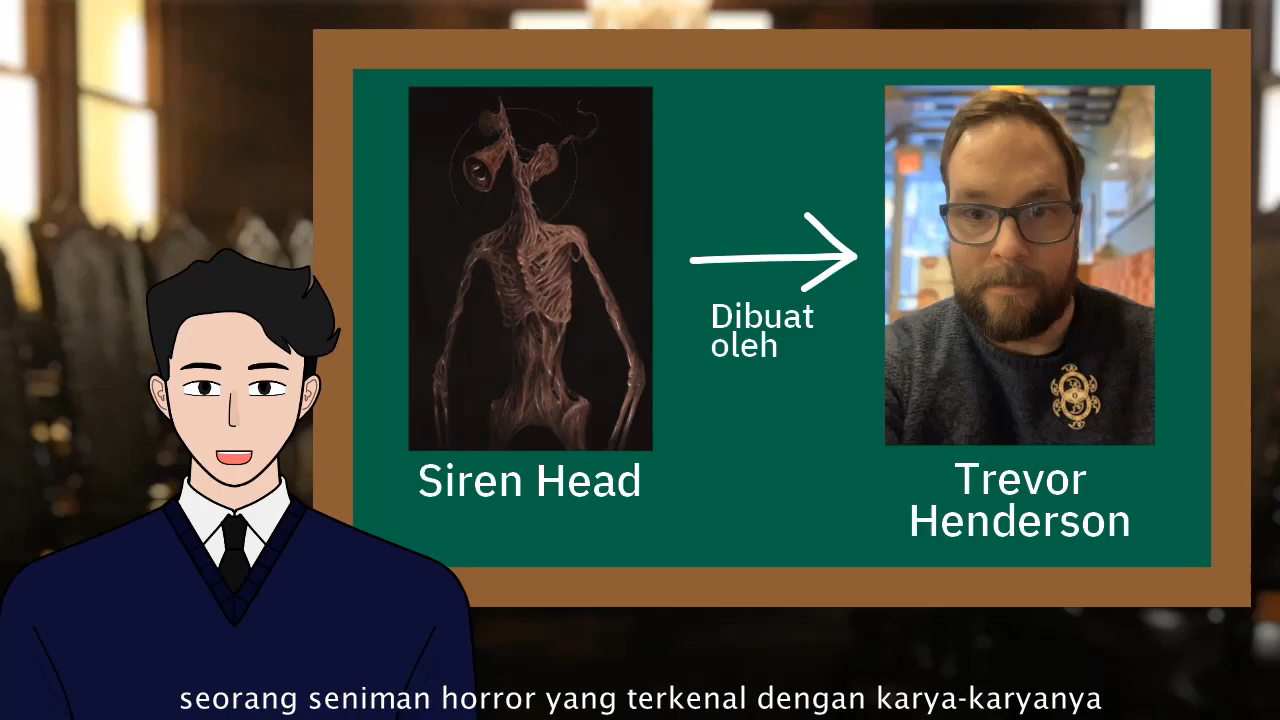 Siren Head
Dibuat
oleh
Trevor
Henderson
seorang seniman horror yang terkenal dengan karya-karyanya